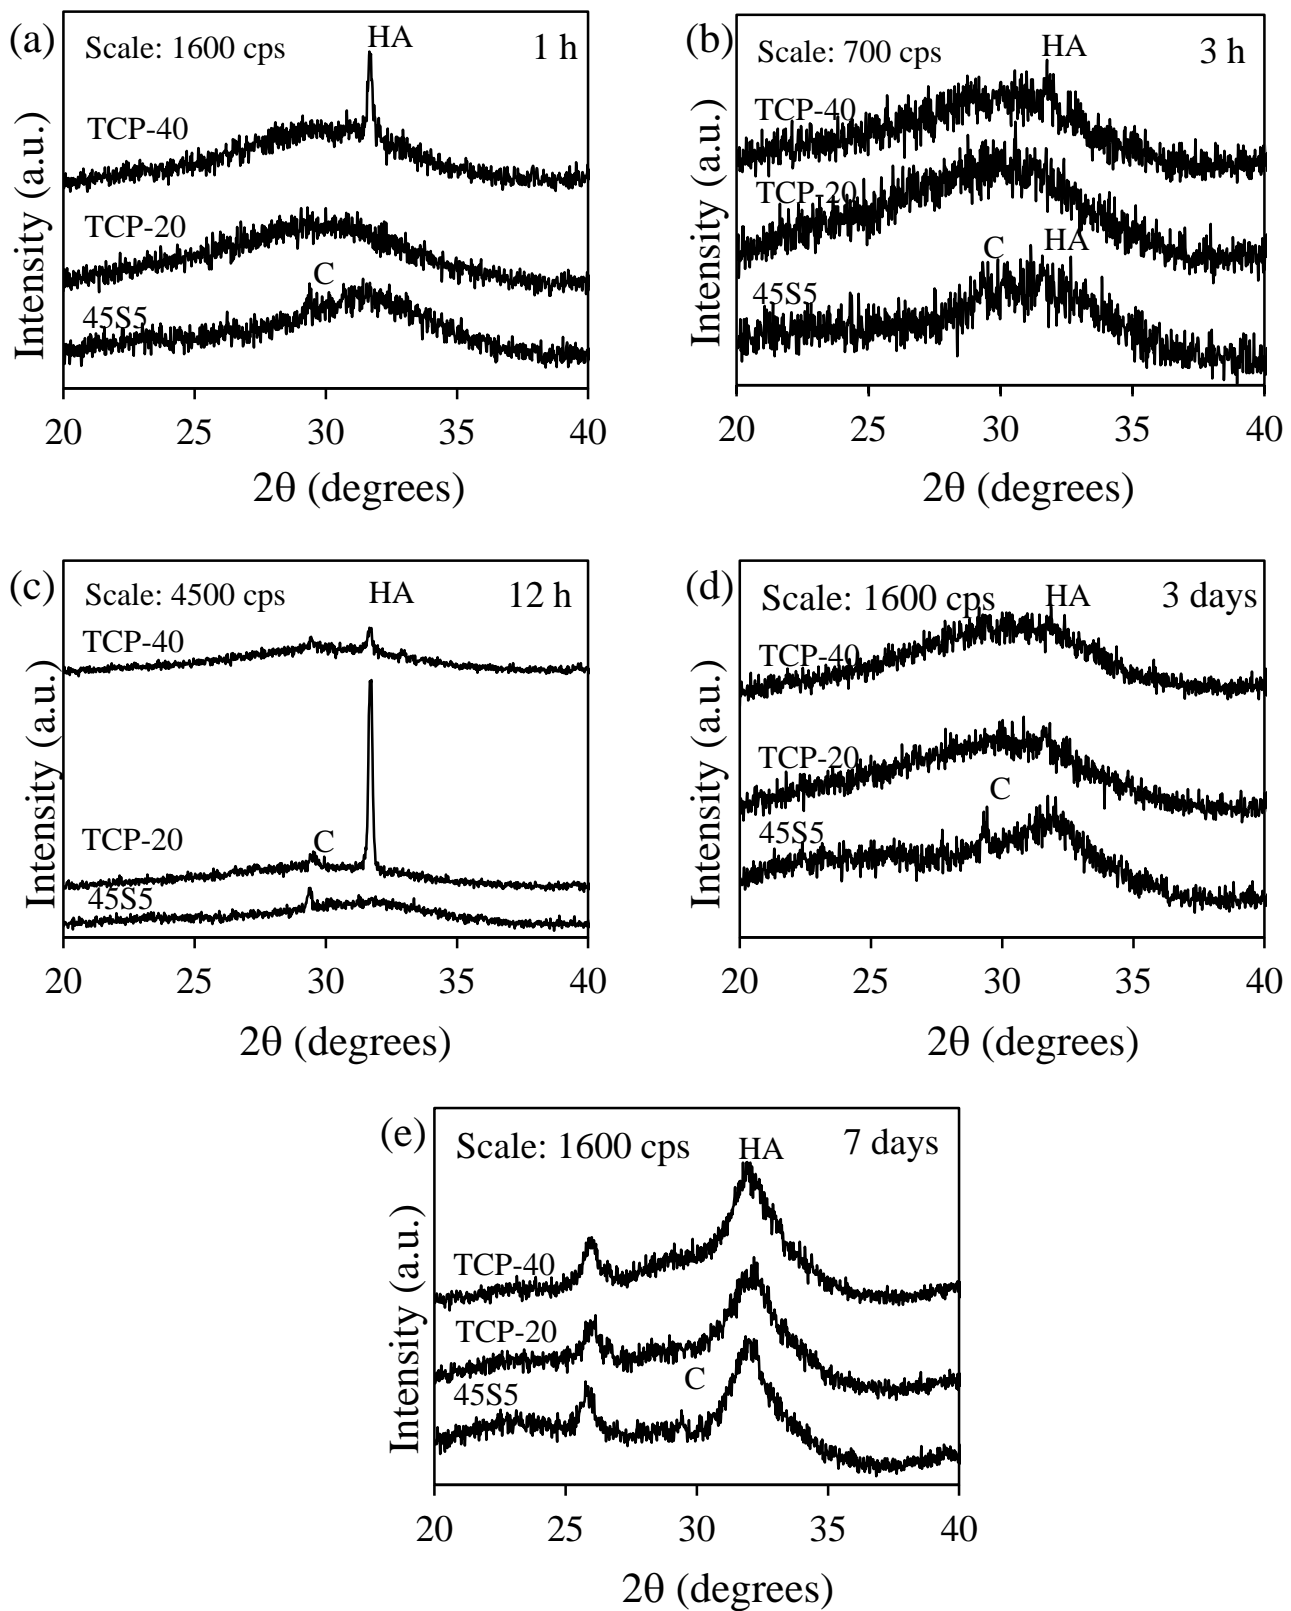 (a)
Scale: 1600 cps
HA
1 h
TCP-40
TCP-20
C
45S5
Intensity (a.u.)
20 25 30 35 40
2θ (degrees)
(b)
Scale: 700 cps
HA
3 h
TCP-40
TCP-20
C
HA
45S5
Intensity (a.u.)
20 25 30 35 40
2θ (degrees)
(c)
Scale: 4500 cps
HA
12 h
TCP-40
TCP-20
C
45S5
Intensity (a.u.)
20 25 30 35 40
2θ (degrees)
(d)
Scale: 1600 cps
HA
3 days
TCP-40
TCP-20
C
45S5
Intensity (a.u.)
20 25 30 35 40
2θ (degrees)
(e)
Scale: 1600 cps
HA
7 days
TCP-40
TCP-20
C
45S5
Intensity (a.u.)
20 25 30 35 40
2θ (degrees)